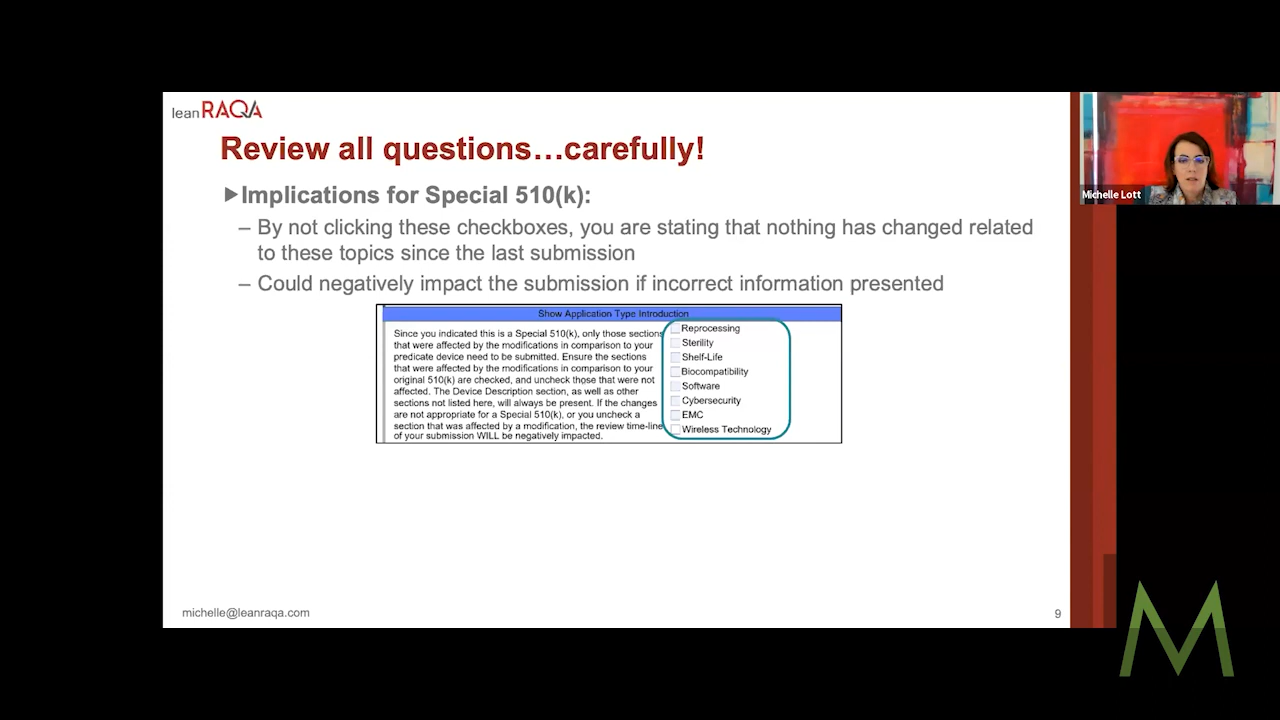 lean RAQA
Review all questions…carefully!
Implications for Special 510(k):
– By not clicking these checkboxes, you are stating that nothing has changed related
to these topics since the last submission
– Could negatively impact the submission if incorrect information presented
Show Application Type Introduction
Since you indicated this is a Special 510(k), only those sections
that were affected by the modifications in comparison to your
predicate device need to be submitted. Ensure the sections
that were affected by the modifications in comparison to your
original 510(k) are checked, and uncheck those that were not
affected. The Device Description section, as well as other
sections not listed here, will always be present. If the changes
are not appropriate for a Special 510(k), or you uncheck a
section that was affected by a modification, the review time-line
of your submission WILL be negatively impacted.
Reprocessing
Sterility
Shelf-Life
Biocompatibility
Software
Cybersecurity
EMC
Wireless Technology
michelle@leanraqa.com
9
Michelle Lott
M